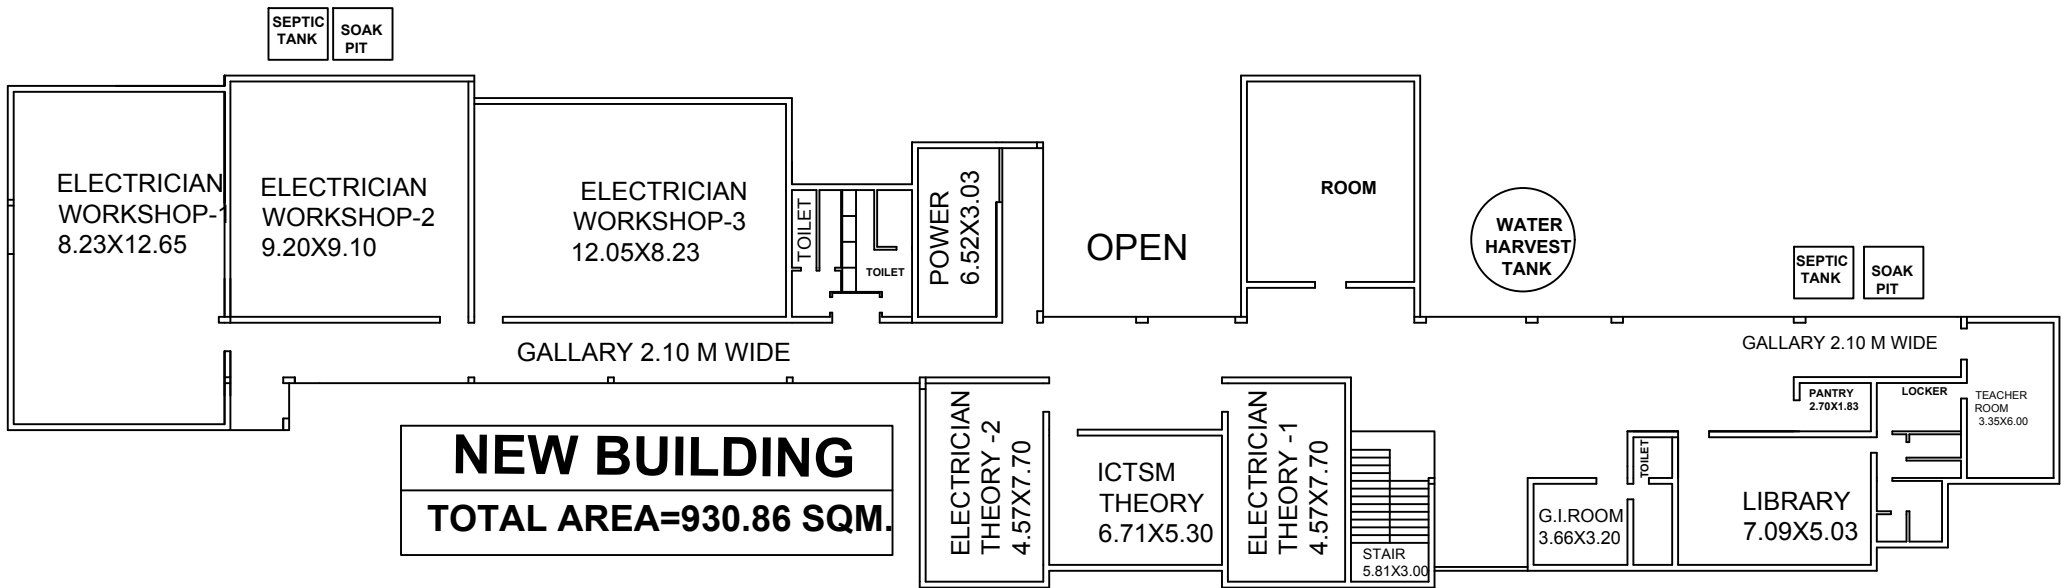 SEPTIC
TANK
SOAK
PIT
ELECTRICIAN
WORKSHOP-1
8.23X12.65
ELECTRICIAN
WORKSHOP-2
9.20X9.10
ELECTRICIAN
WORKSHOP-3
12.05X8.23
TOILET
TOILET
POWER
6.52X3.03
OPEN
ROOM
WATER
HARVEST
TANK
SEPTIC
TANK
SOAK
PIT
GALLARY 2.10 M WIDE
GALLARY 2.10 M WIDE
NEW BUILDING
TOTAL AREA=930.86 SQM.
ELECTRICIAN
THEORY -2
4.57X7.70
ICTSM
THEORY
6.71X5.30
ELECTRICIAN
THEORY -1
4.57X7.70
STAIR
5.81X3.00
G.I.ROOM
3.66X3.20
TOILET
LIBRARY
7.09X5.03
PANTRY
2.70X1.83
LOCKER
TEACHER
ROOM
3.35X6.00